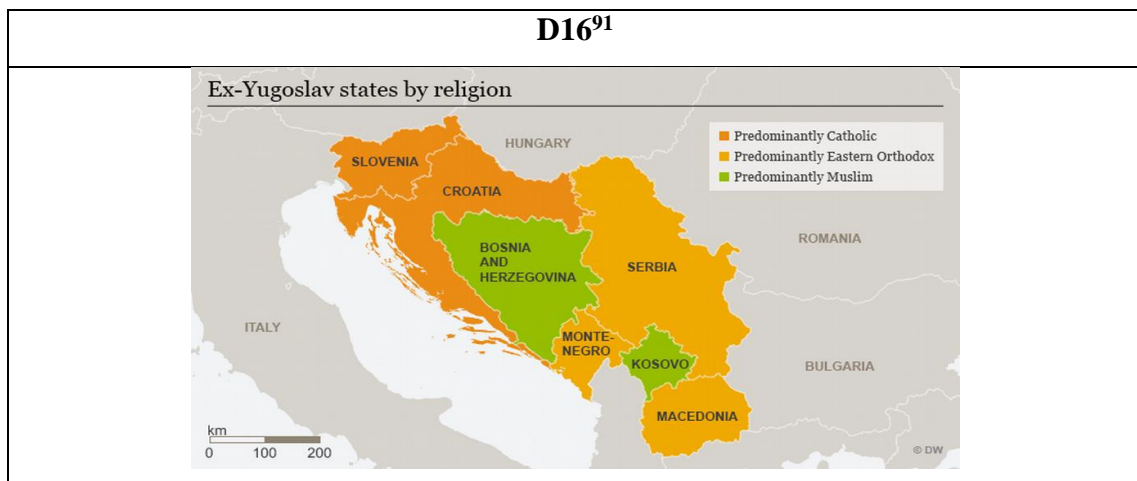 D16⁹¹
Ex-Yugoslav states by religion
HUNGARY
Predominantly Catholic
Predominantly Eastern Orthodox
Predominantly Muslim
SLOVENIA
CROATIA
BOSNIA
AND
HERZEGOVINA
ROMANIA
SERBIA
ITALY
MONTE-
NEGRO
KOSOVO
BULGARIA
MACEDONIA
km
0 100 200
© DW